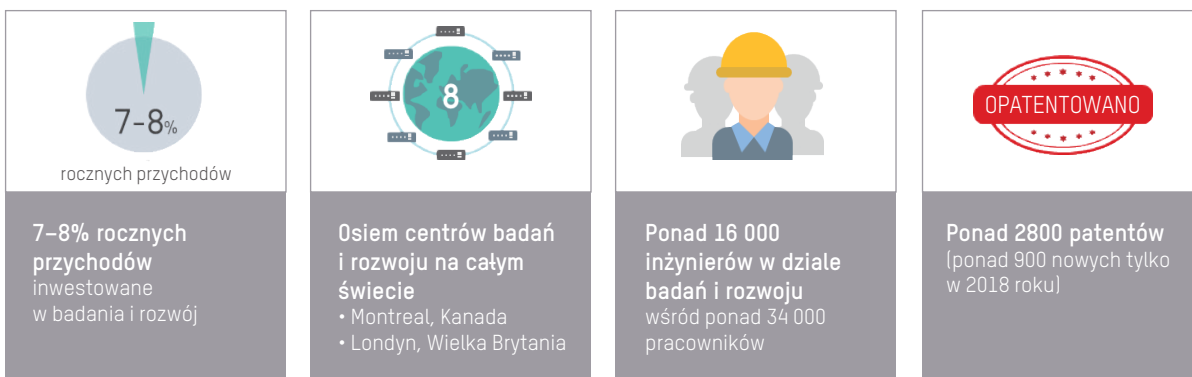 7-8%
rocznych przychodów
7–8% rocznych
przychodów
inwestowane
w badania i rozwój
8
Osiem centrów badań
i rozwoju na całym
świecie
• Montreal, Kanada
• Londyn, Wielka Brytania
Ponad 16 000
inżynierów w dziale
badań i rozwoju
wśród ponad 34 000
pracowników
OPATENTOWANO
Ponad 2800 patentów
(ponad 900 nowych tylko
w 2018 roku)